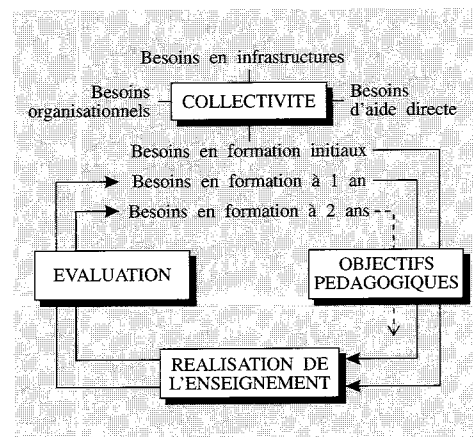 Besoins en infrastructures
Besoins
organisationnels
COLLECTIVITE
Besoins
d'aide directe
Besoins en formation initiaux
Besoins en formation à 1 an
Besoins en formation à 2 ans
EVALUATION
OBJECTIFS
PEDAGOGIQUES
REALISATION DE
L'ENSEIGNEMENT